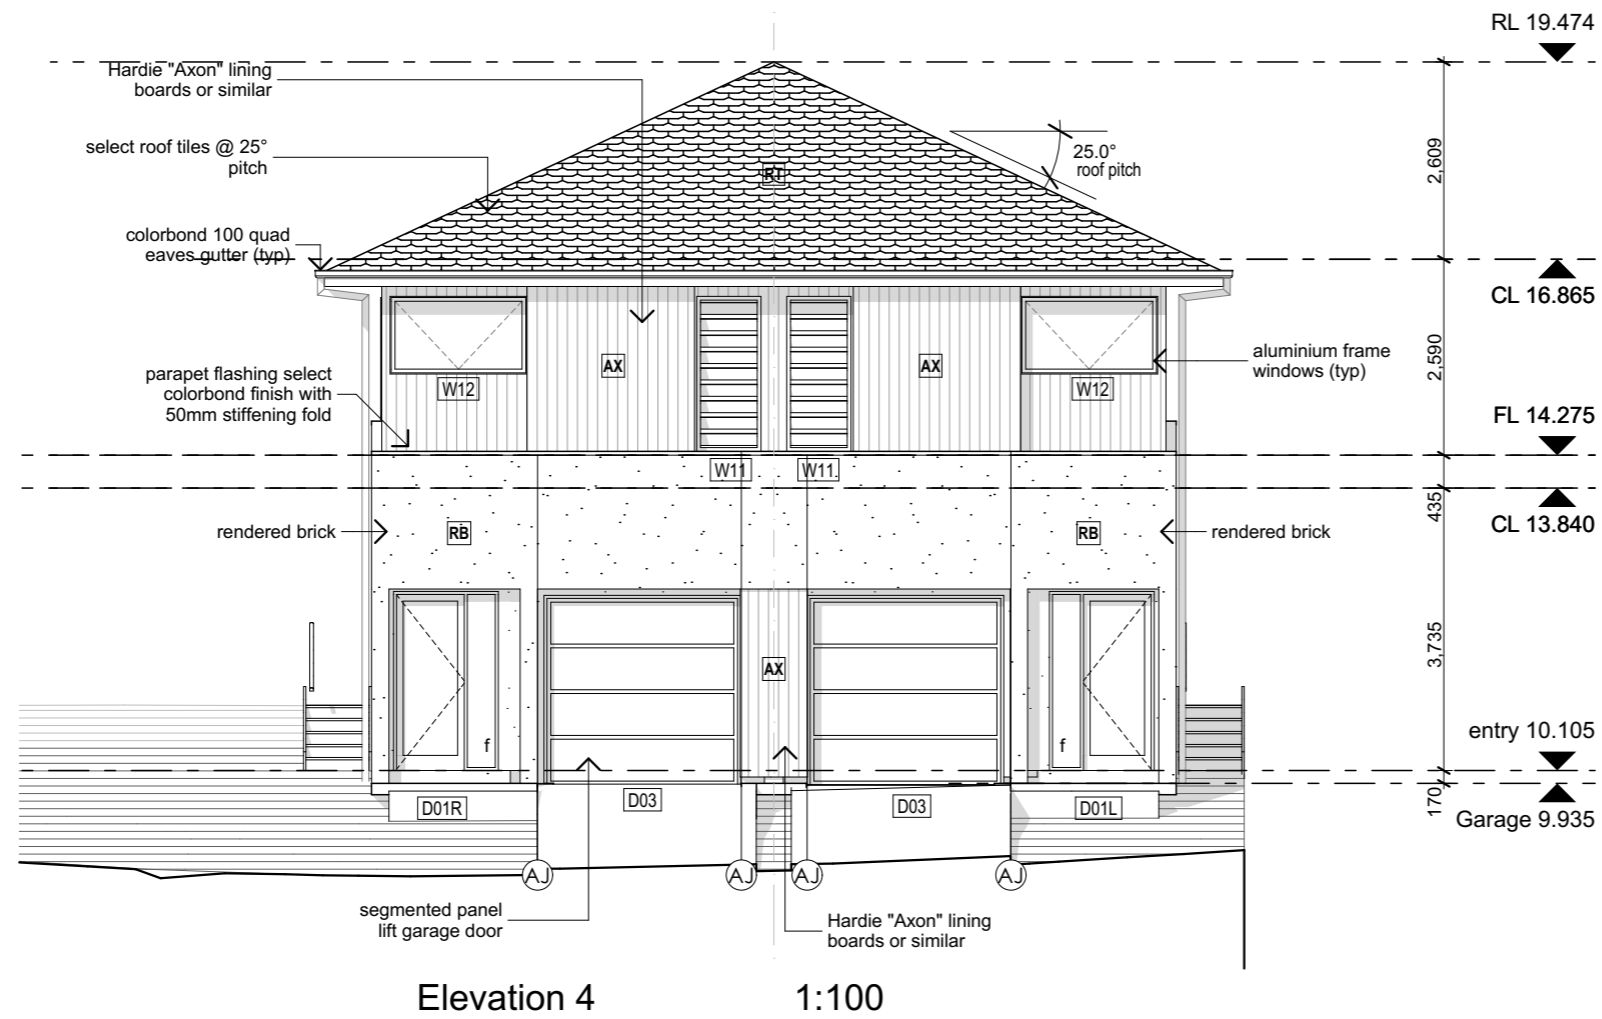 RL 19.474
Hardie "Axon" lining
boards or similar
select roof tiles @ 25°
pitch
25.0°
roof pitch
2,609
RT
colorbond 100 quad
eaves gutter (typ)
CL 16.865
AX
AX
aluminium frame
windows (typ)
2,590
parapet flashing select
colorbond finish with
50mm stiffening fold
W12
W12
FL 14.275
W11
W11
435
CL 13.840
rendered brick
RB
RB
rendered brick
3,735
AX
entry 10.105
f
f
D01R
D03
D03
D01L
170
Garage 9.935
AJ
AJ
AJ
AJ
segmented panel
lift garage door
Hardie "Axon" lining
boards or similar
Elevation 4
1:100